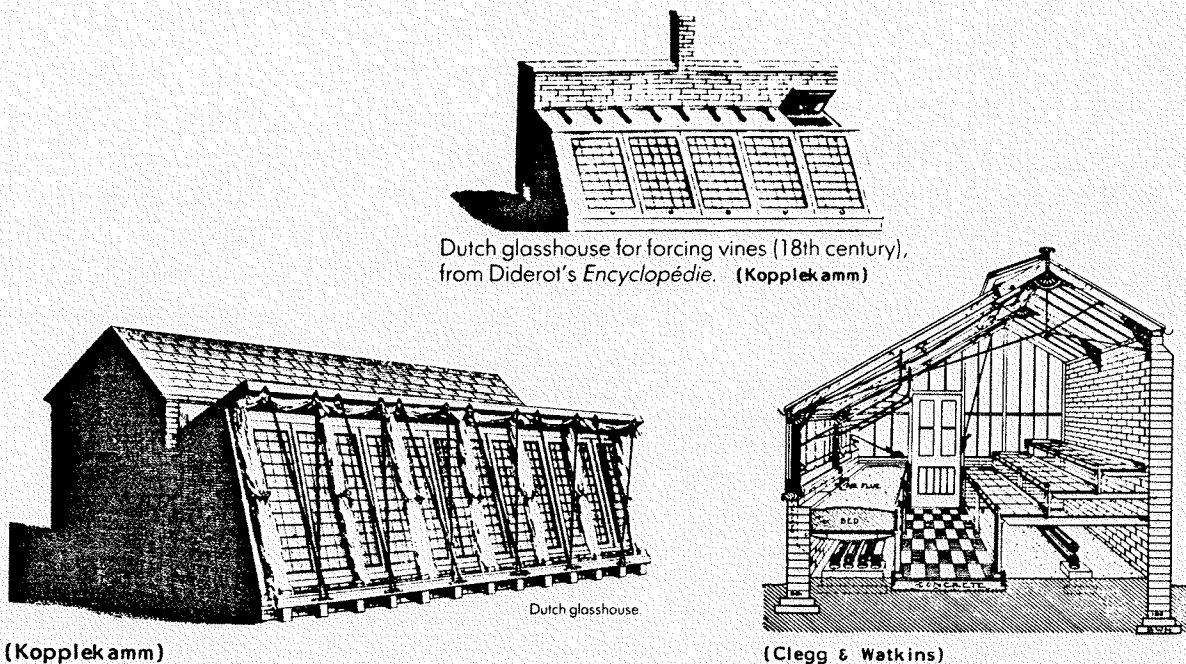 Dutch glasshouse for forcing vines (18th century),
from Diderot's Encyclopédie. (Kopplekamm)
BED
CONCRETE
Dutch glasshouse.
(Kopplekamm)
(Clegg & Watkins)